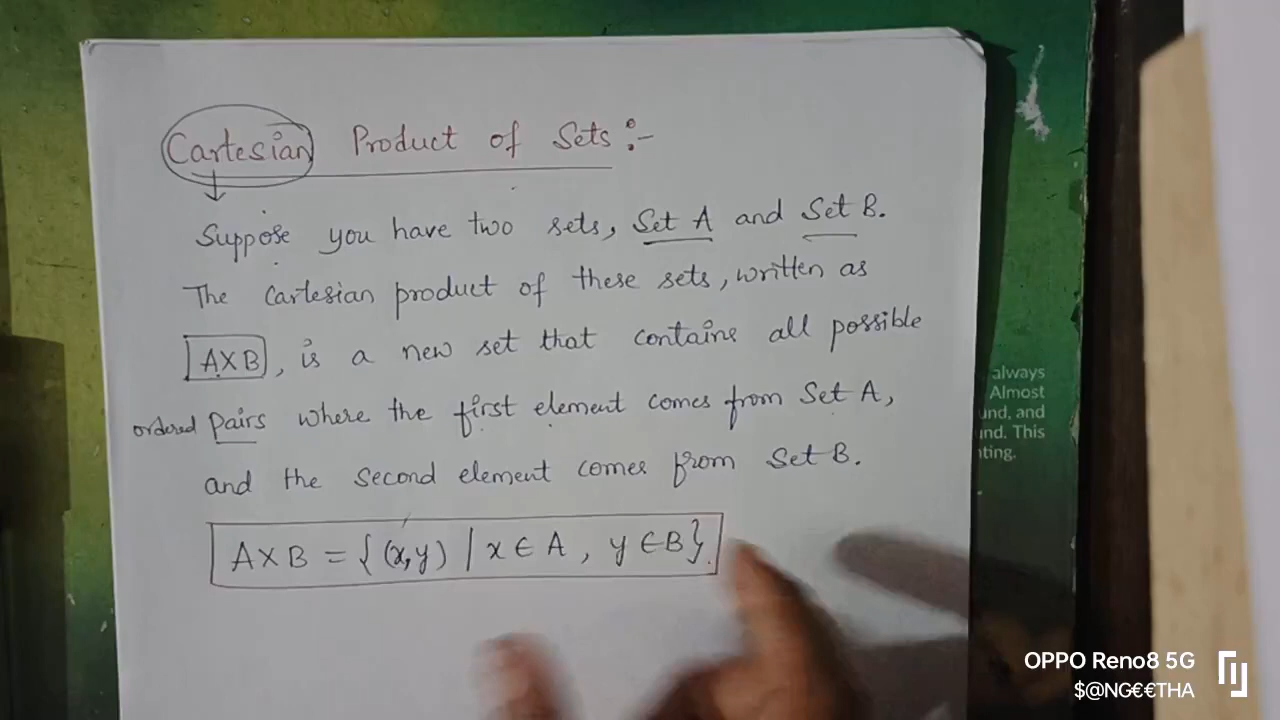 Cartesian Product of Sets :-
Suppose you have two sets, Set A and Set B.
The Cartesian product of these sets, written as
A×B, is a new set that contains all possible
ordered pairs where the first element comes from Set A,
and the second element comes from Set B.
A×B = {(x,y) / x ∈ A , y ∈ B}.
always
Almost
und, and
und. This
ting.
OPPO Reno8 5G
$@NG€€THA